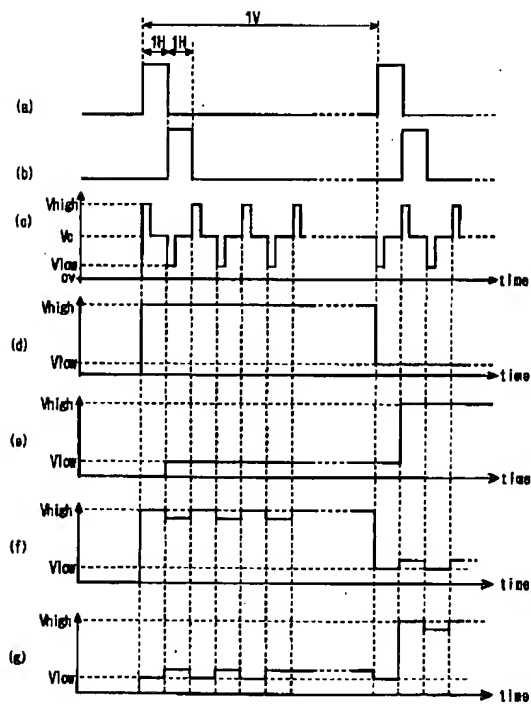 1V
1H 1H
(a)
(b)
(c)
Vhigh
Vc
Vlow
0V
time
(d)
Vhigh
Vlow
time
(e)
Vhigh
Vlow
time
(f)
Vhigh
Vlow
time
(g)
Vhigh
Vlow
time